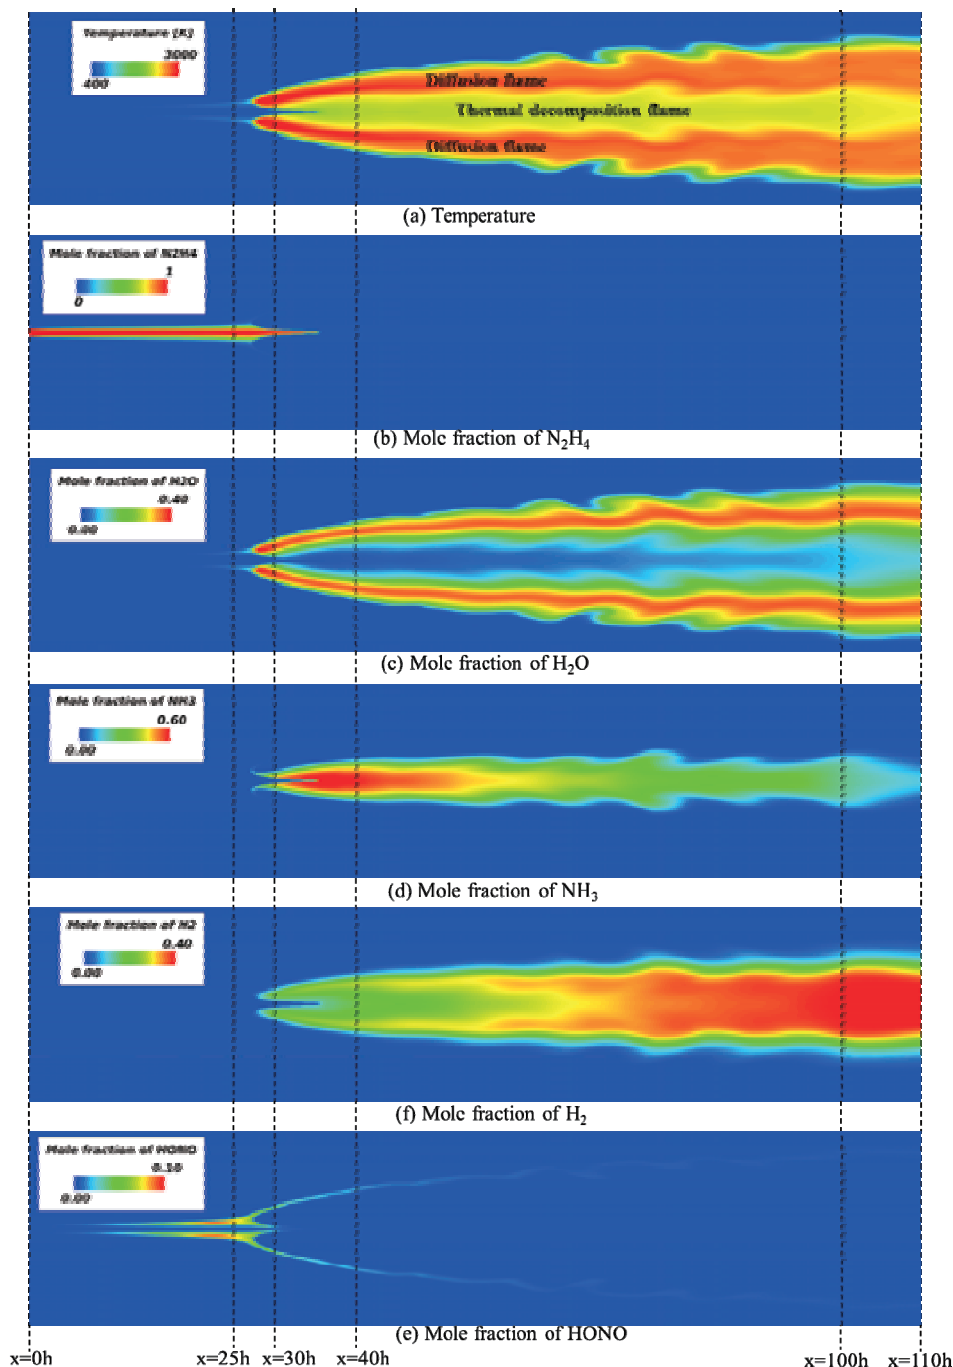 Temperature [K]
3000
400
Diffusion flame
Thermal decomposition flame
Diffusion flame
(a) Temperature
Mole fraction of N2H4
1
0
(b) Molc fraction of N2H4
Mole fraction of H2O
0.40
0.00
(c) Molc fraction of H2O
Mole fraction of NH3
0.60
0.00
(d) Mole fraction of NH3
Mole fraction of H2
0.40
0.00
(f) Molc fraction of H2
Mole fraction of HONO
0.10
0.00
(e) Mole fraction of HONO
x=0h x=25h x=30h x=40h x=100h x=110h